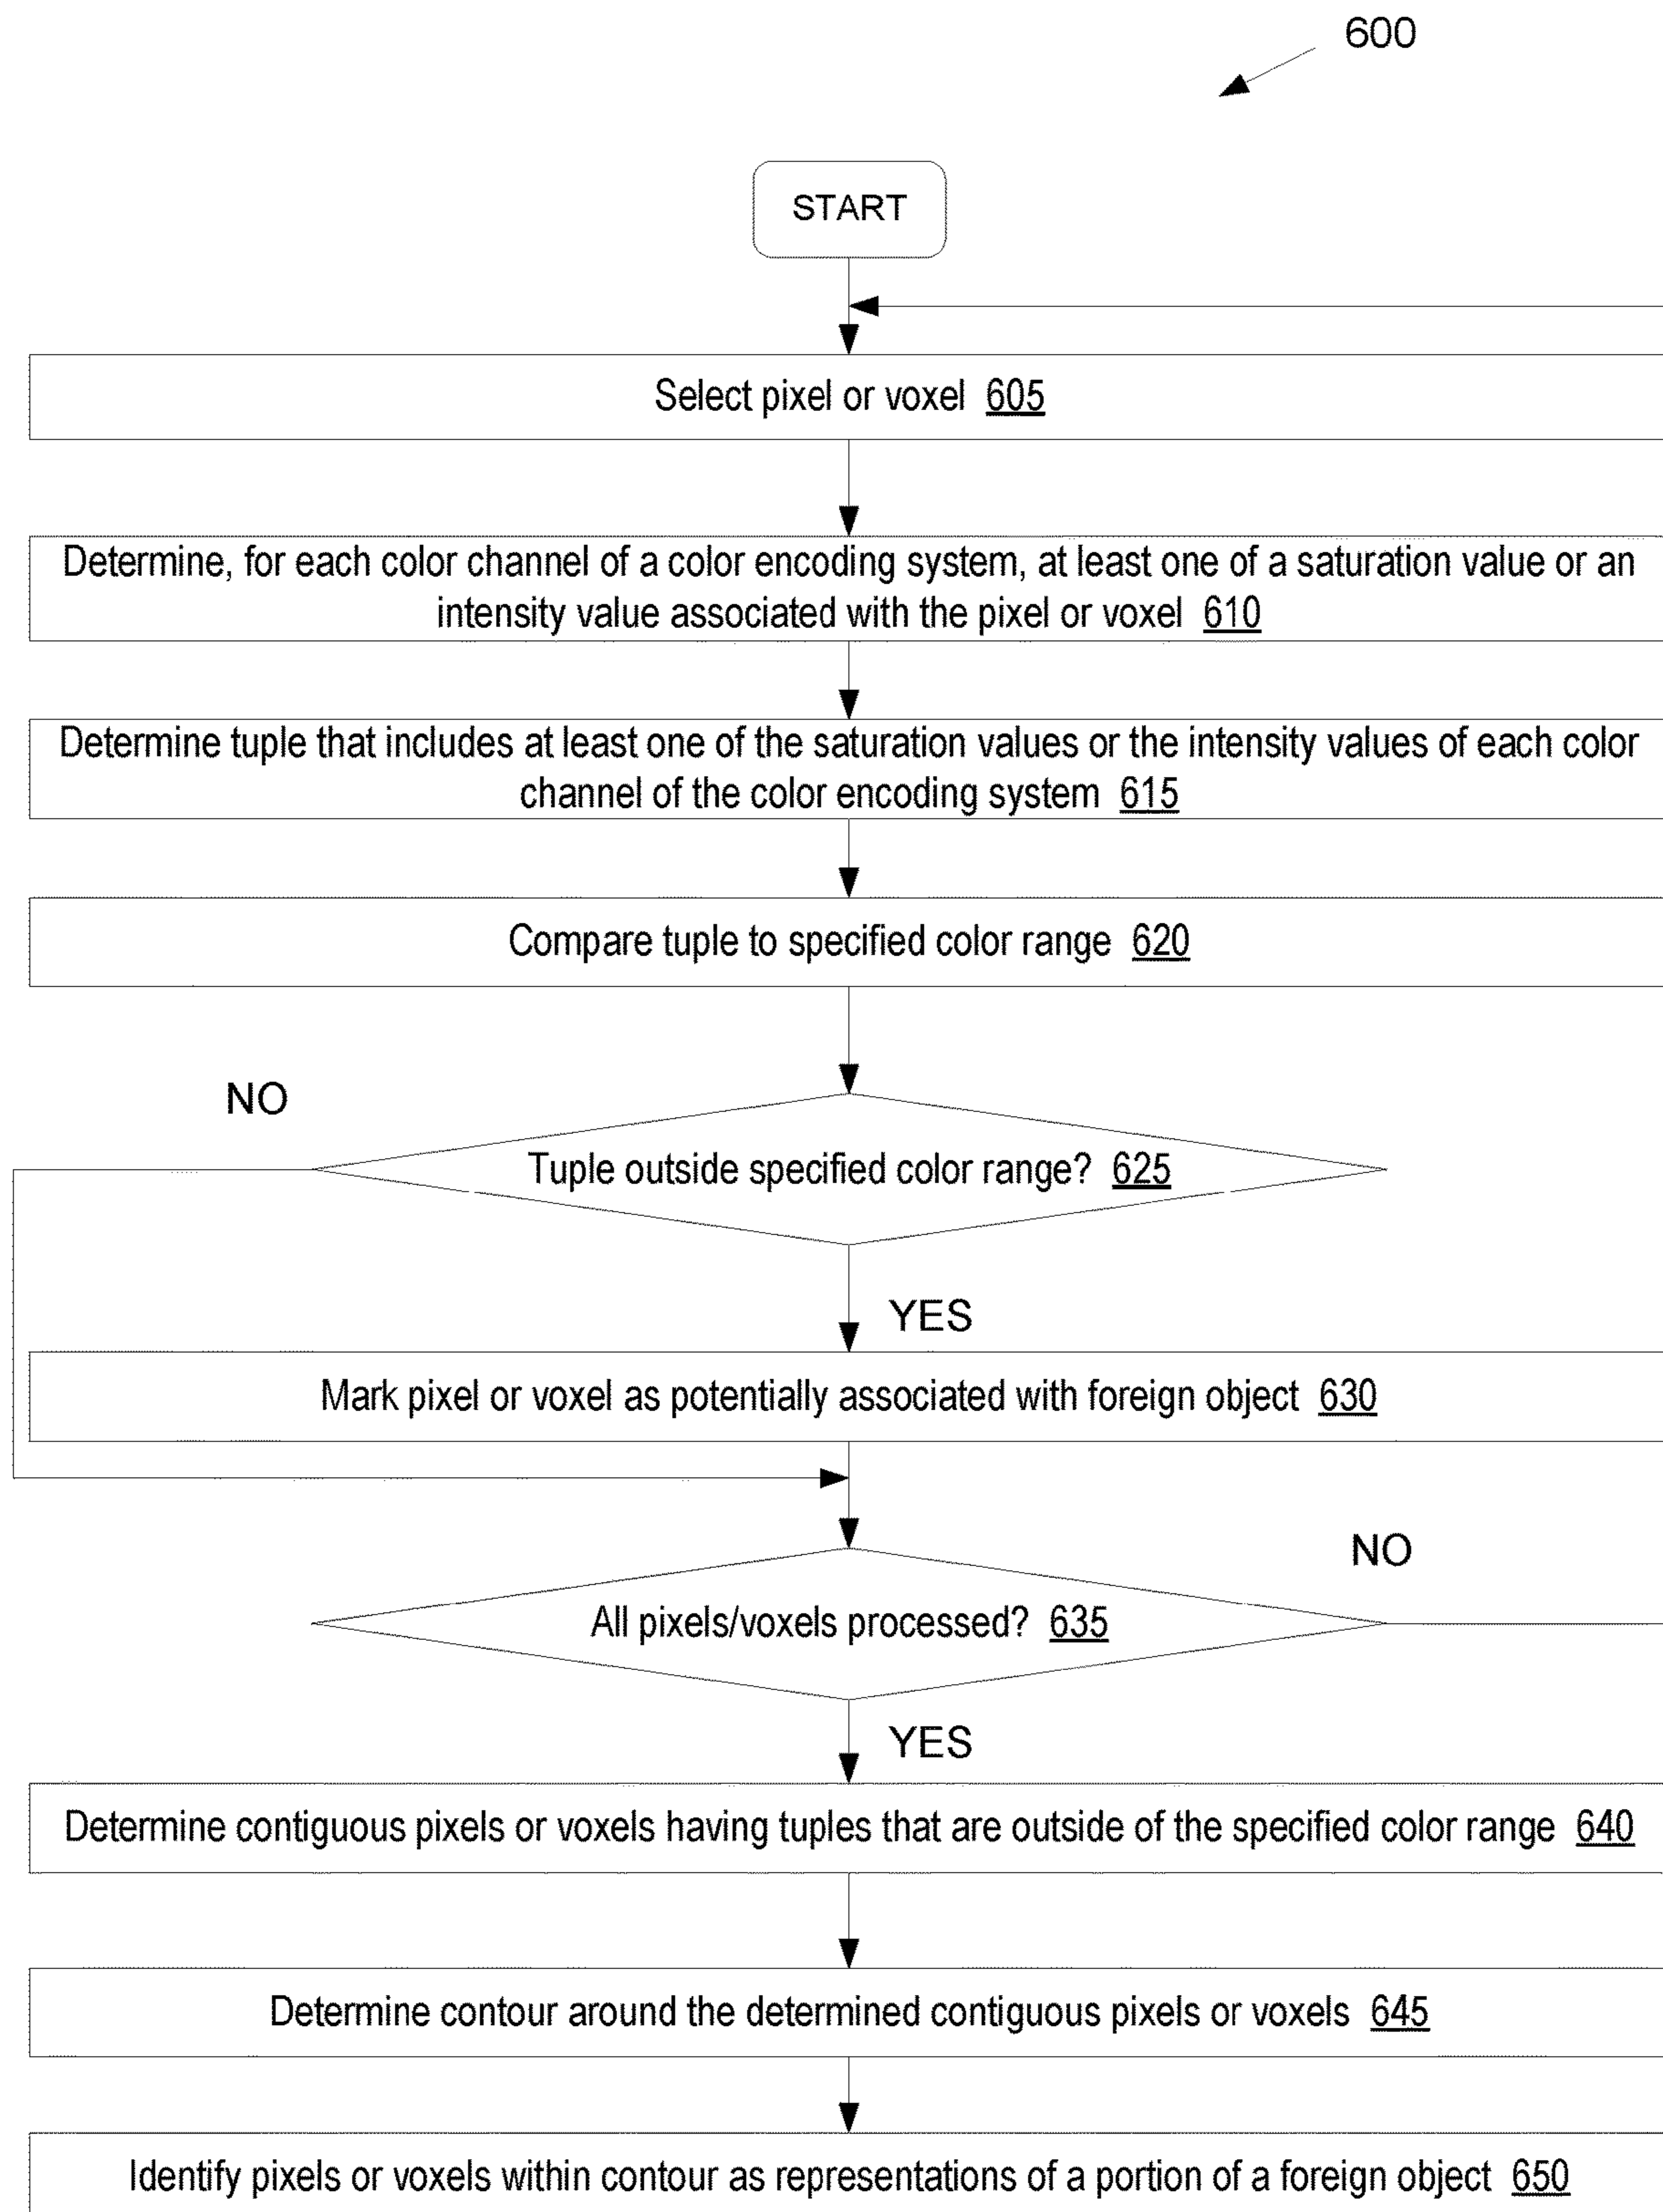 600
START
Select pixel or voxel 605
Determine, for each color channel of a color encoding system, at least one of a saturation value or an
intensity value associated with the pixel or voxel 610
Determine tuple that includes at least one of the saturation values or the intensity values of each color
channel of the color encoding system 615
Compare tuple to specified color range 620
NO
Tuple outside specified color range? 625
YES
Mark pixel or voxel as potentially associated with foreign object 630
NO
All pixels/voxels processed? 635
YES
Determine contiguous pixels or voxels having tuples that are outside of the specified color range 640
Determine contour around the determined contiguous pixels or voxels 645
Identify pixels or voxels within contour as representations of a portion of a foreign object 650